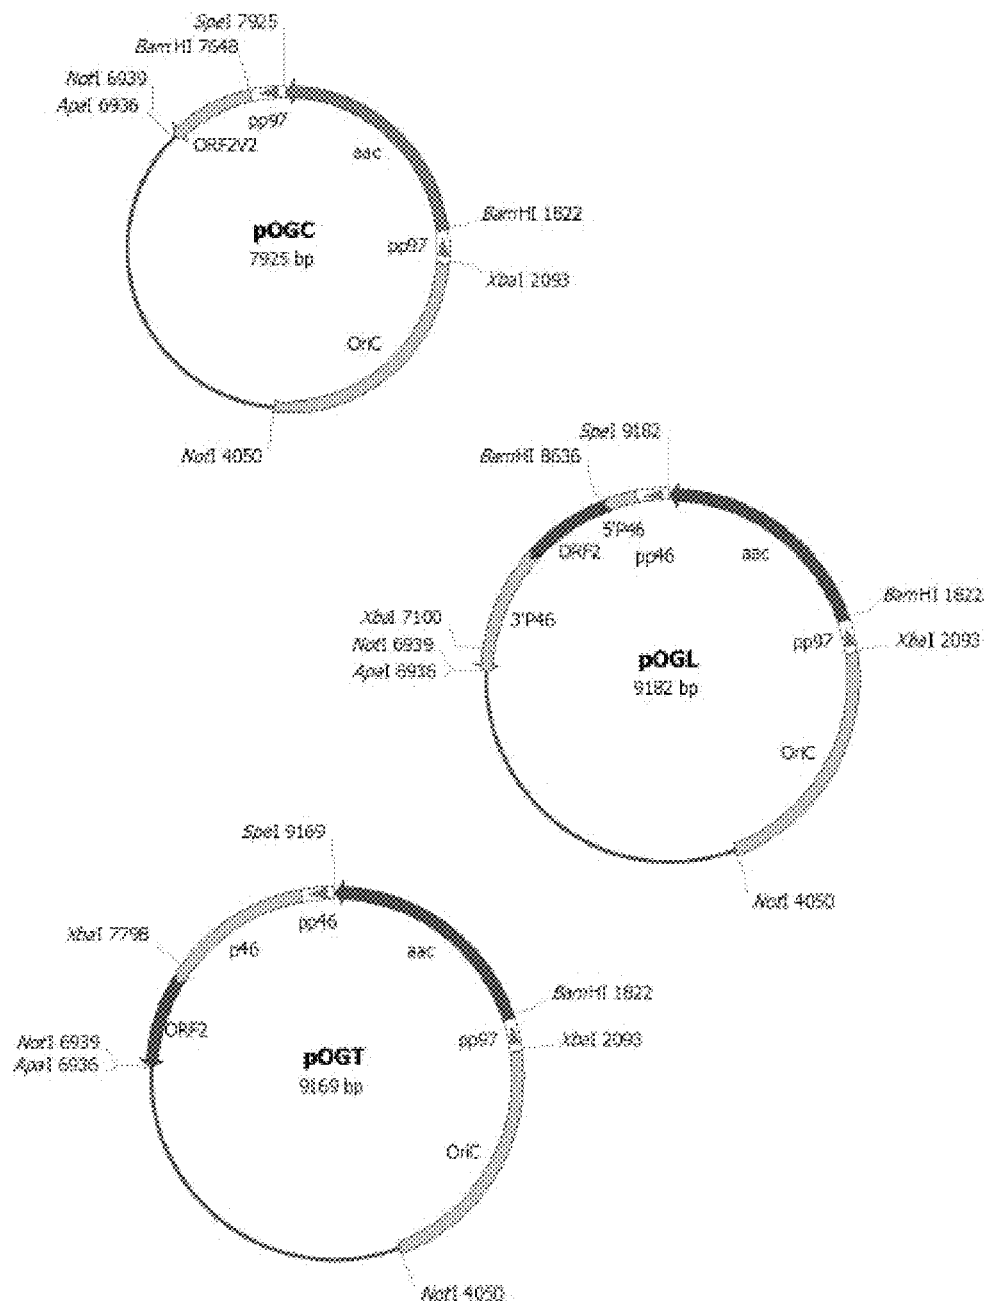 SpeI 7925
BamHI 7648
NotI 6939
ApaI 6936
pp97
ORF2V2
aac
BamHI 1822
pOGC
7925 bp
pp97
XbaI 2093
OriC
NotI 4050
SpeI 9182
BamHI 8636
5'P46
ORF2
pp46
aac
BamHI 1822
XbaI 7100
3'P46
NotI 6939
ApaI 6936
pp97
XbaI 2093
pOGL
9182 bp
OriC
NotI 4050
SpeI 9169
pp46
XbaI 7798
p46
aac
BamHI 1822
ORF2
NotI 6939
ApaI 6936
pp97
XbaI 2093
pOGT
9169 bp
OriC
NotI 4050